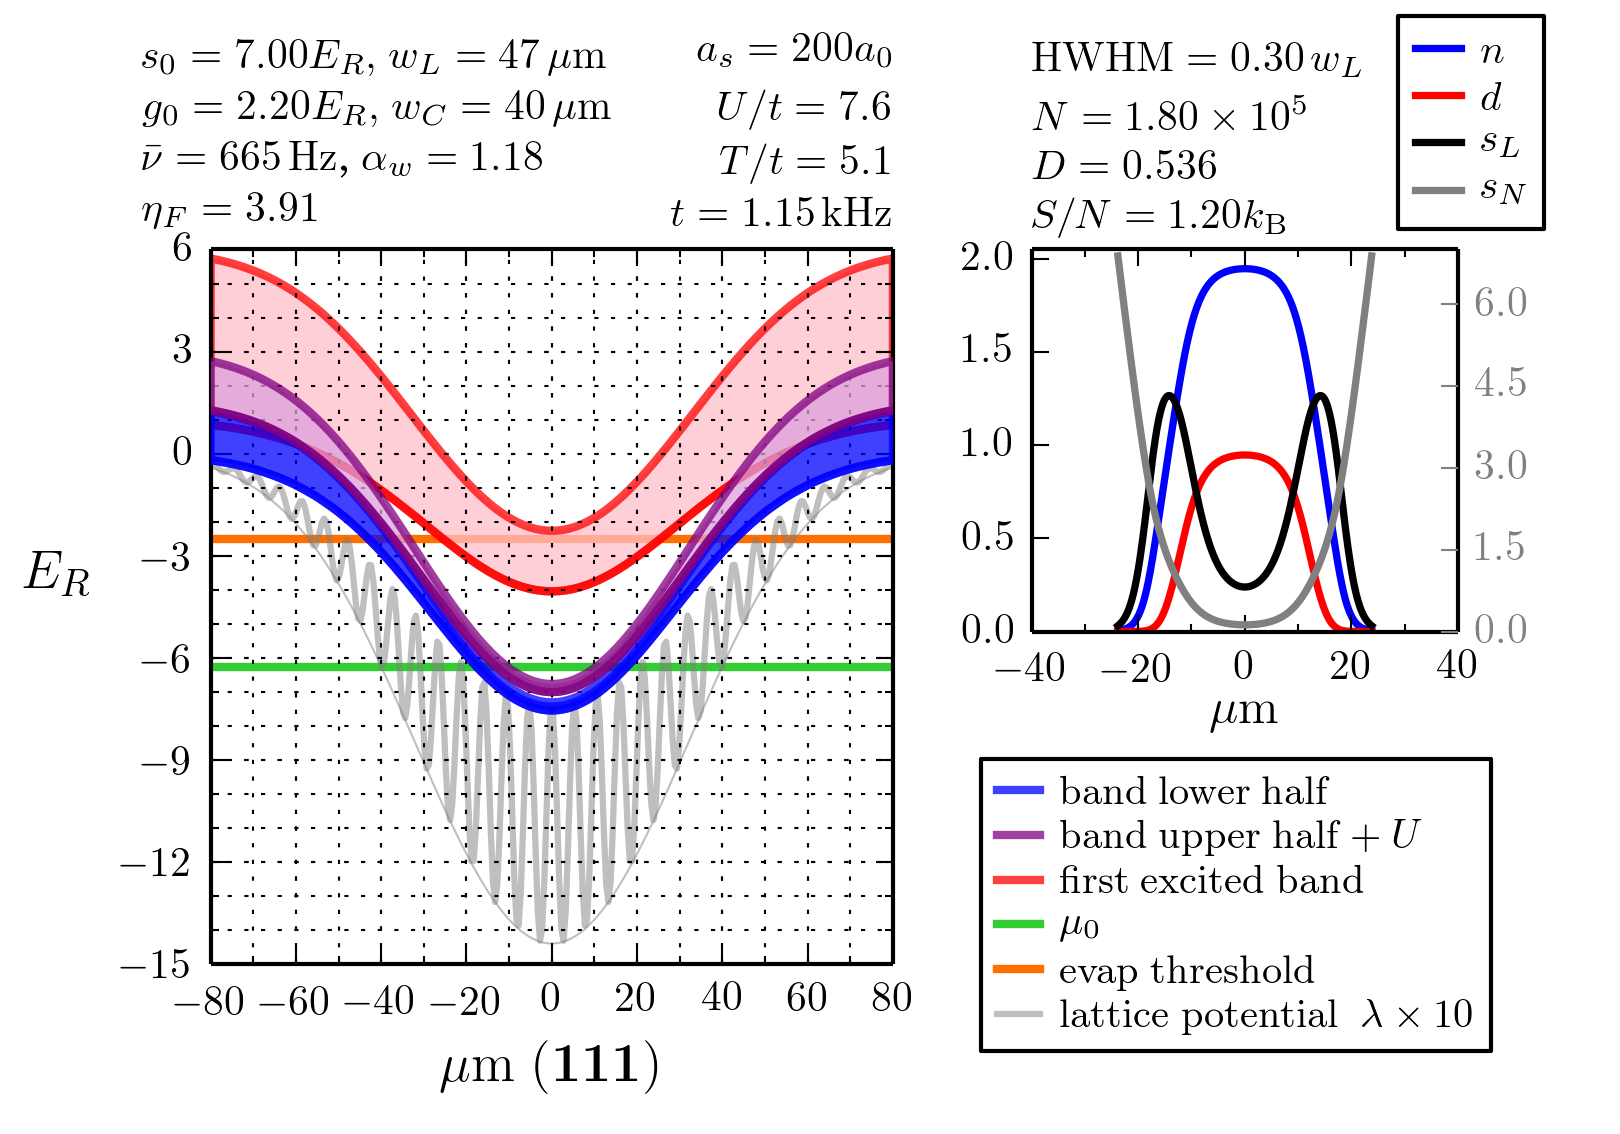 s₀ = 7.00E_R, w_L = 47 μm
g₀ = 2.20E_R, w_C = 40 μm
ν̄ = 665 Hz, α_w = 1.18
η_F = 3.91
a_s = 200a₀
U/t = 7.6
T/t = 5.1
t = 1.15 kHz
HWHM = 0.30 w_L
N = 1.80 × 10⁵
D = 0.536
S/N = 1.20k_B
n
d
s_L
s_N
6
3
0
−3
−6
−9
−12
−15
E_R
−80 −60 −40 −20 0 20 40 60 80
μm (111)
2.0
1.5
1.0
0.5
0.0
6.0
4.5
3.0
1.5
0.0
−40 −20 0 20 40
μm
band lower half
band upper half + U
first excited band
μ₀
evap threshold
lattice potential λ × 10